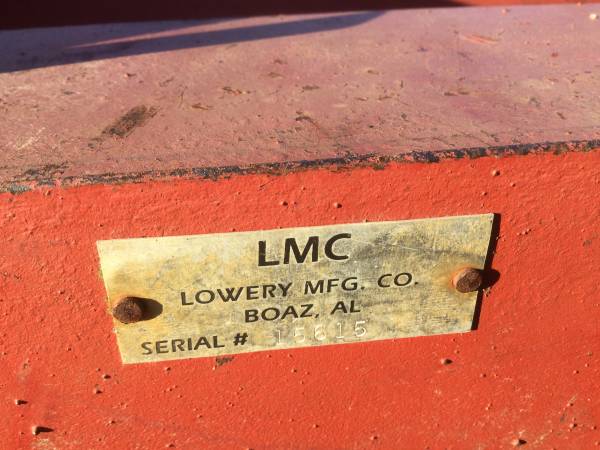 LMC
LOWERY MFG. CO.
BOAZ, AL
SERIAL # 15615